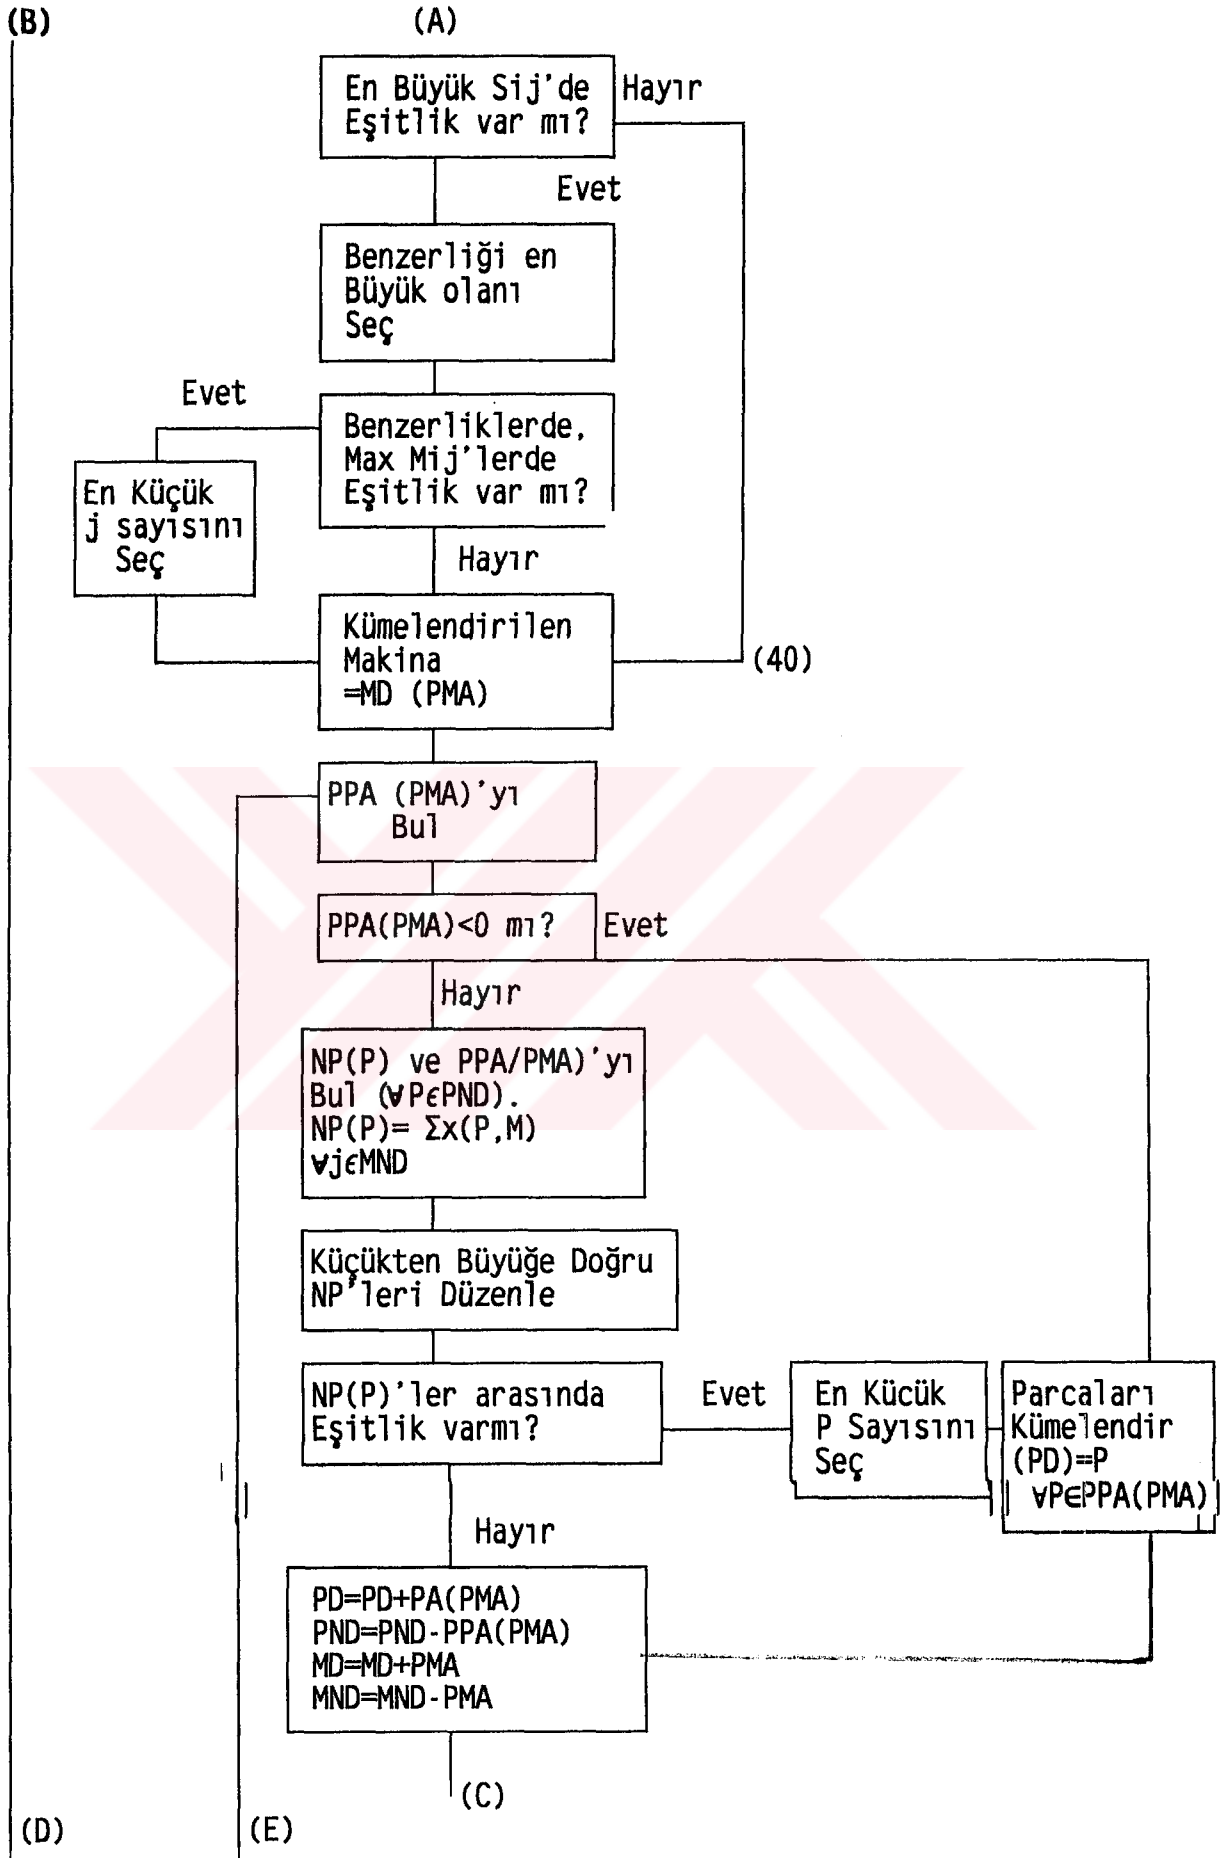 (B)
(A)
En Büyük Sij'de
Eşitlik var mı?
Hayır
Evet
Benzerliği en
Büyük olanı
Seç
Evet
Benzerliklerde,
Max Mij'lerde
Eşitlik var mı?
En Küçük
j sayısını
Seç
Hayır
Kümelendirilen
Makina
=MD (PMA)
(40)
PPA (PMA)'yı
Bul
PPA(PMA)<0 mı?
Evet
Hayır
NP(P) ve PPA/PMA)'yı
Bul (∀PϵPND).
NP(P)= Σx(P,M)
∀jϵMND
Küçükten Büyüğe Doğru
NP'leri Düzenle
NP(P)'ler arasında
Eşitlik varmı?
Evet
En Kücük
P Sayısını
Seç
Parcaları
Kümelendir
(PD)=P
∀P∈PPA(PMA)
Hayır
PD=PD+PA(PMA)
PND=PND-PPA(PMA)
MD=MD+PMA
MND=MND-PMA
(C)
(D)
(E)